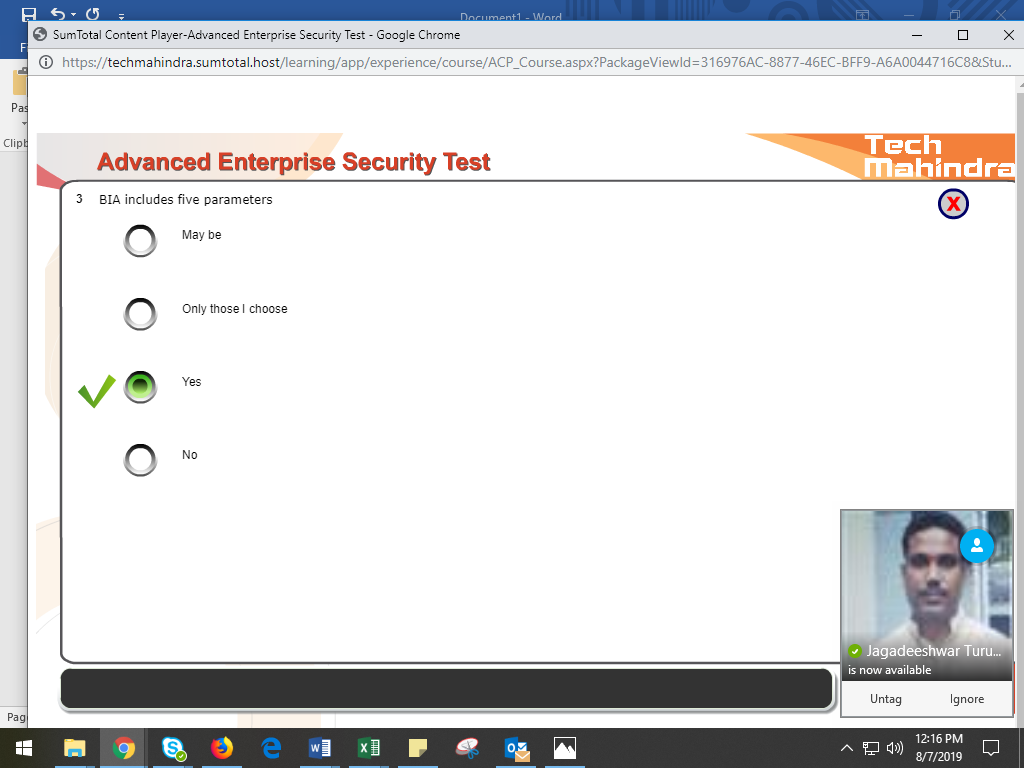 Document1 - Word
SumTotal Content Player-Advanced Enterprise Security Test - Google Chrome
https://techmahindra.sumtotal.host/learning/app/experience/course/ACP_Course.aspx?PackageViewId=316976AC-8877-46EC-BFF9-A6A0044716C8&Stu...
F
Pas
Clipb
Tech
Mahindra
Advanced Enterprise Security Test
3 BIA includes five parameters
X
May be
Only those I choose
Yes
No
Jagadeeshwar Turu...
is now available
Untag Ignore
Page
12:16 PM
8/7/2019